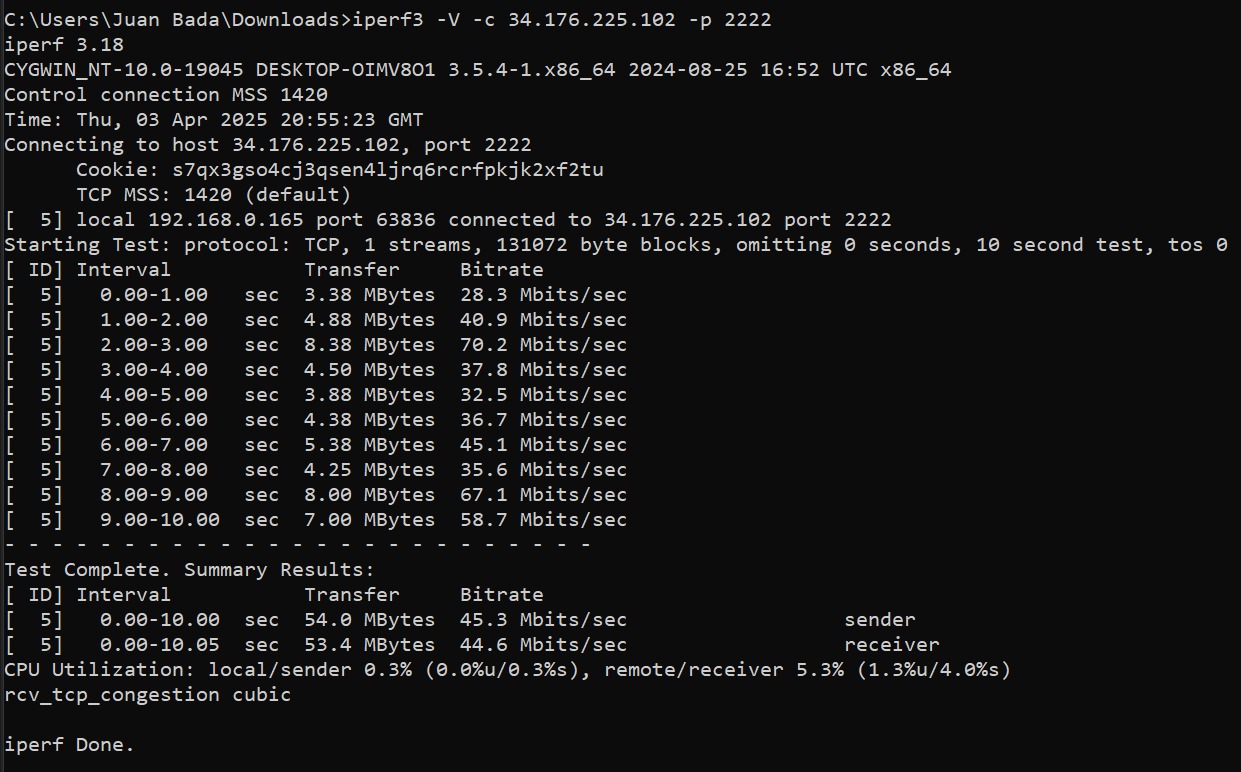 C:\Users\Juan Bada\Downloads>iperf3 -V -c 34.176.225.102 -p 2222
iperf 3.18
CYGWIN_NT-10.0-19045 DESKTOP-OIMV8O1 3.5.4-1.x86_64 2024-08-25 16:52 UTC x86_64
Control connection MSS 1420
Time: Thu, 03 Apr 2025 20:55:23 GMT
Connecting to host 34.176.225.102, port 2222
      Cookie: s7qx3gso4cj3qsen4ljrq6rcrfpkjk2xf2tu
      TCP MSS: 1420 (default)
[  5] local 192.168.0.165 port 63836 connected to 34.176.225.102 port 2222
Starting Test: protocol: TCP, 1 streams, 131072 byte blocks, omitting 0 seconds, 10 second test, tos 0
[ ID] Interval           Transfer     Bitrate
[  5]   0.00-1.00   sec  3.38 MBytes  28.3 Mbits/sec
[  5]   1.00-2.00   sec  4.88 MBytes  40.9 Mbits/sec
[  5]   2.00-3.00   sec  8.38 MBytes  70.2 Mbits/sec
[  5]   3.00-4.00   sec  4.50 MBytes  37.8 Mbits/sec
[  5]   4.00-5.00   sec  3.88 MBytes  32.5 Mbits/sec
[  5]   5.00-6.00   sec  4.38 MBytes  36.7 Mbits/sec
[  5]   6.00-7.00   sec  5.38 MBytes  45.1 Mbits/sec
[  5]   7.00-8.00   sec  4.25 MBytes  35.6 Mbits/sec
[  5]   8.00-9.00   sec  8.00 MBytes  67.1 Mbits/sec
[  5]   9.00-10.00  sec  7.00 MBytes  58.7 Mbits/sec
- - - - - - - - - - - - - - - - - - - - - - - - -
Test Complete. Summary Results:
[ ID] Interval           Transfer     Bitrate
[  5]   0.00-10.00  sec  54.0 MBytes  45.3 Mbits/sec                  sender
[  5]   0.00-10.05  sec  53.4 MBytes  44.6 Mbits/sec                  receiver
CPU Utilization: local/sender 0.3% (0.0%u/0.3%s), remote/receiver 5.3% (1.3%u/4.0%s)
rcv_tcp_congestion cubic

iperf Done.